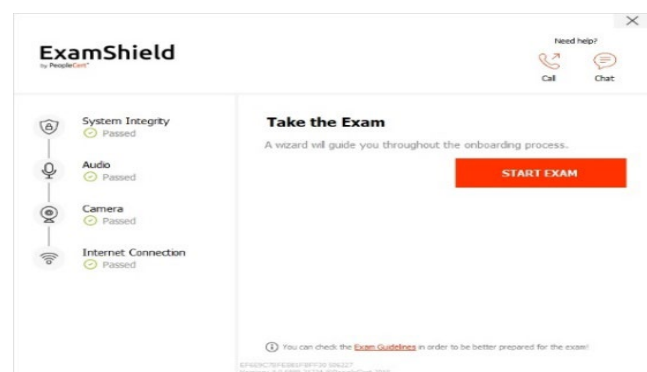 Need help?
ExamShield
by PeopleCert
Call
Chat
System Integrity
Passed
Audio
Passed
Camera
Passed
Internet Connection
Passed
Take the Exam
A wizard will guide you throughout the onboarding process.
START EXAM
You can check the Exam Guidelines in order to be better prepared for the exam!